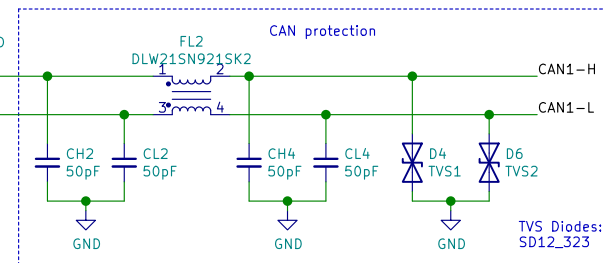 CAN protection
FL2
DLW21SN921SK2
1 2
3 4
CAN1-H
CAN1-L
CH2
50pF
CL2
50pF
CH4
50pF
CL4
50pF
D4
TVS1
D6
TVS2
GND
GND
GND
TVS Diodes:
SD12_323